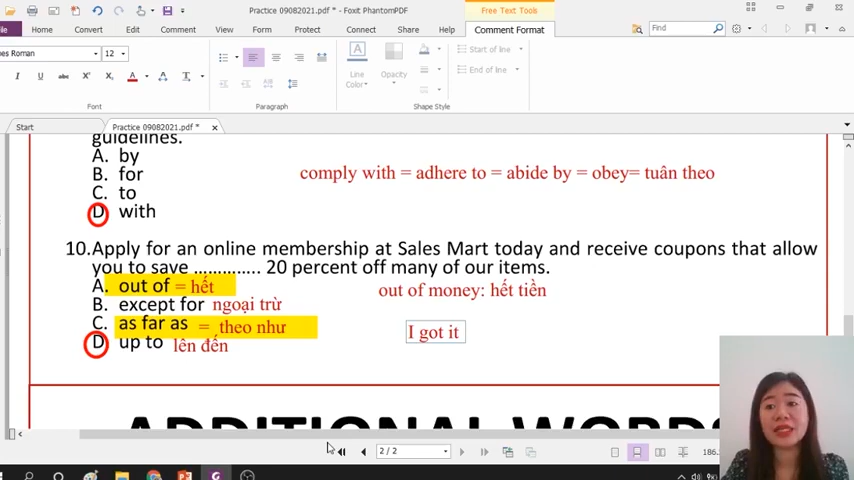 Practice 09082021.pdf * - Foxit PhantomPDF
Free Text Tools
Home
Comment
View
Form
Protect
Share
Connect
Help
Comment Format
Find
es Roman
12
Font
Paragraph
Line Color
Opacity
Start of line
End of line
Shape Style
Start
Practice 09082021.pdf *
guidelines.
A. by
B. for
C. to
D. with
comply with = adhere to = abide by = obey= tuân theo
10. Apply for an online membership at Sales Mart today and receive coupons that allow
you to save ………….. 20 percent off many of our items.
A. out of = hết
out of money: hết tiền
B. except for ngoại trừ
C. as far as = theo như
I got it
D. up to lên đến
ADDITIONAL WORDS
2 / 2
186.